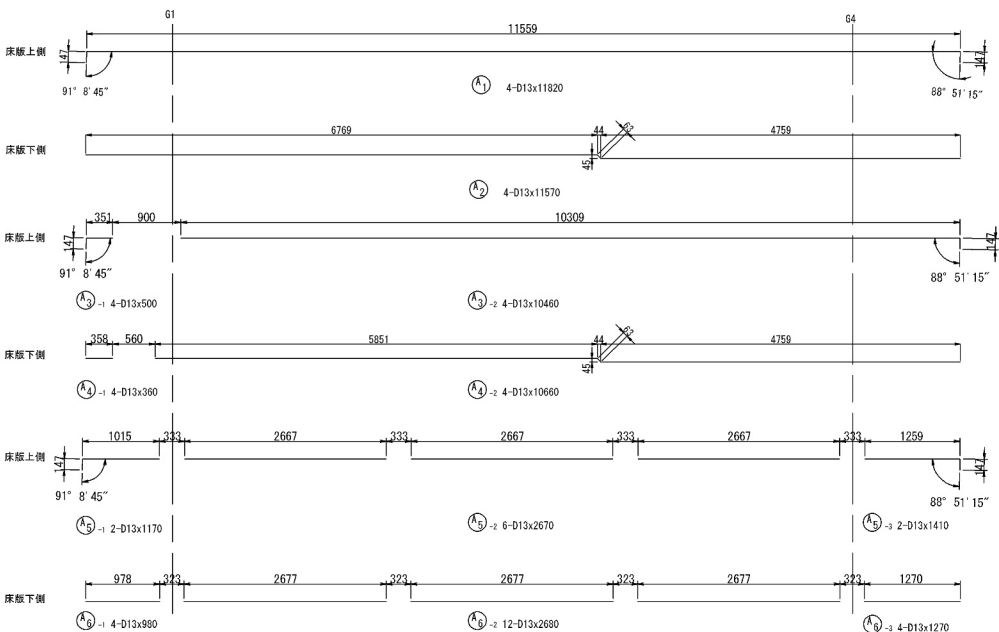 G1
G4
11559
床版上側
147
147
91° 8' 45"
88° 51' 15"
A1 4-D13x11820
6769
44
63
4759
床版下側
45
A2 4-D13x11570
351
900
10309
床版上側
147
147
91° 8' 45"
88° 51' 15"
A3 -1 4-D13x500
A3 -2 4-D13x10460
358
560
5851
44
63
4759
床版下側
45
A4 -1 4-D13x360
A4 -2 4-D13x10660
1015
333
2667
333
2667
333
2667
333
1259
床版上側
147
147
91° 8' 45"
88° 51' 15"
A5 -1 2-D13x1170
A5 -2 6-D13x2670
A5 -3 2-D13x1410
978
323
2677
323
2677
323
2677
323
1270
床版下側
A6 -1 4-D13x980
A6 -2 12-D13x2680
A6 -3 4-D13x1270